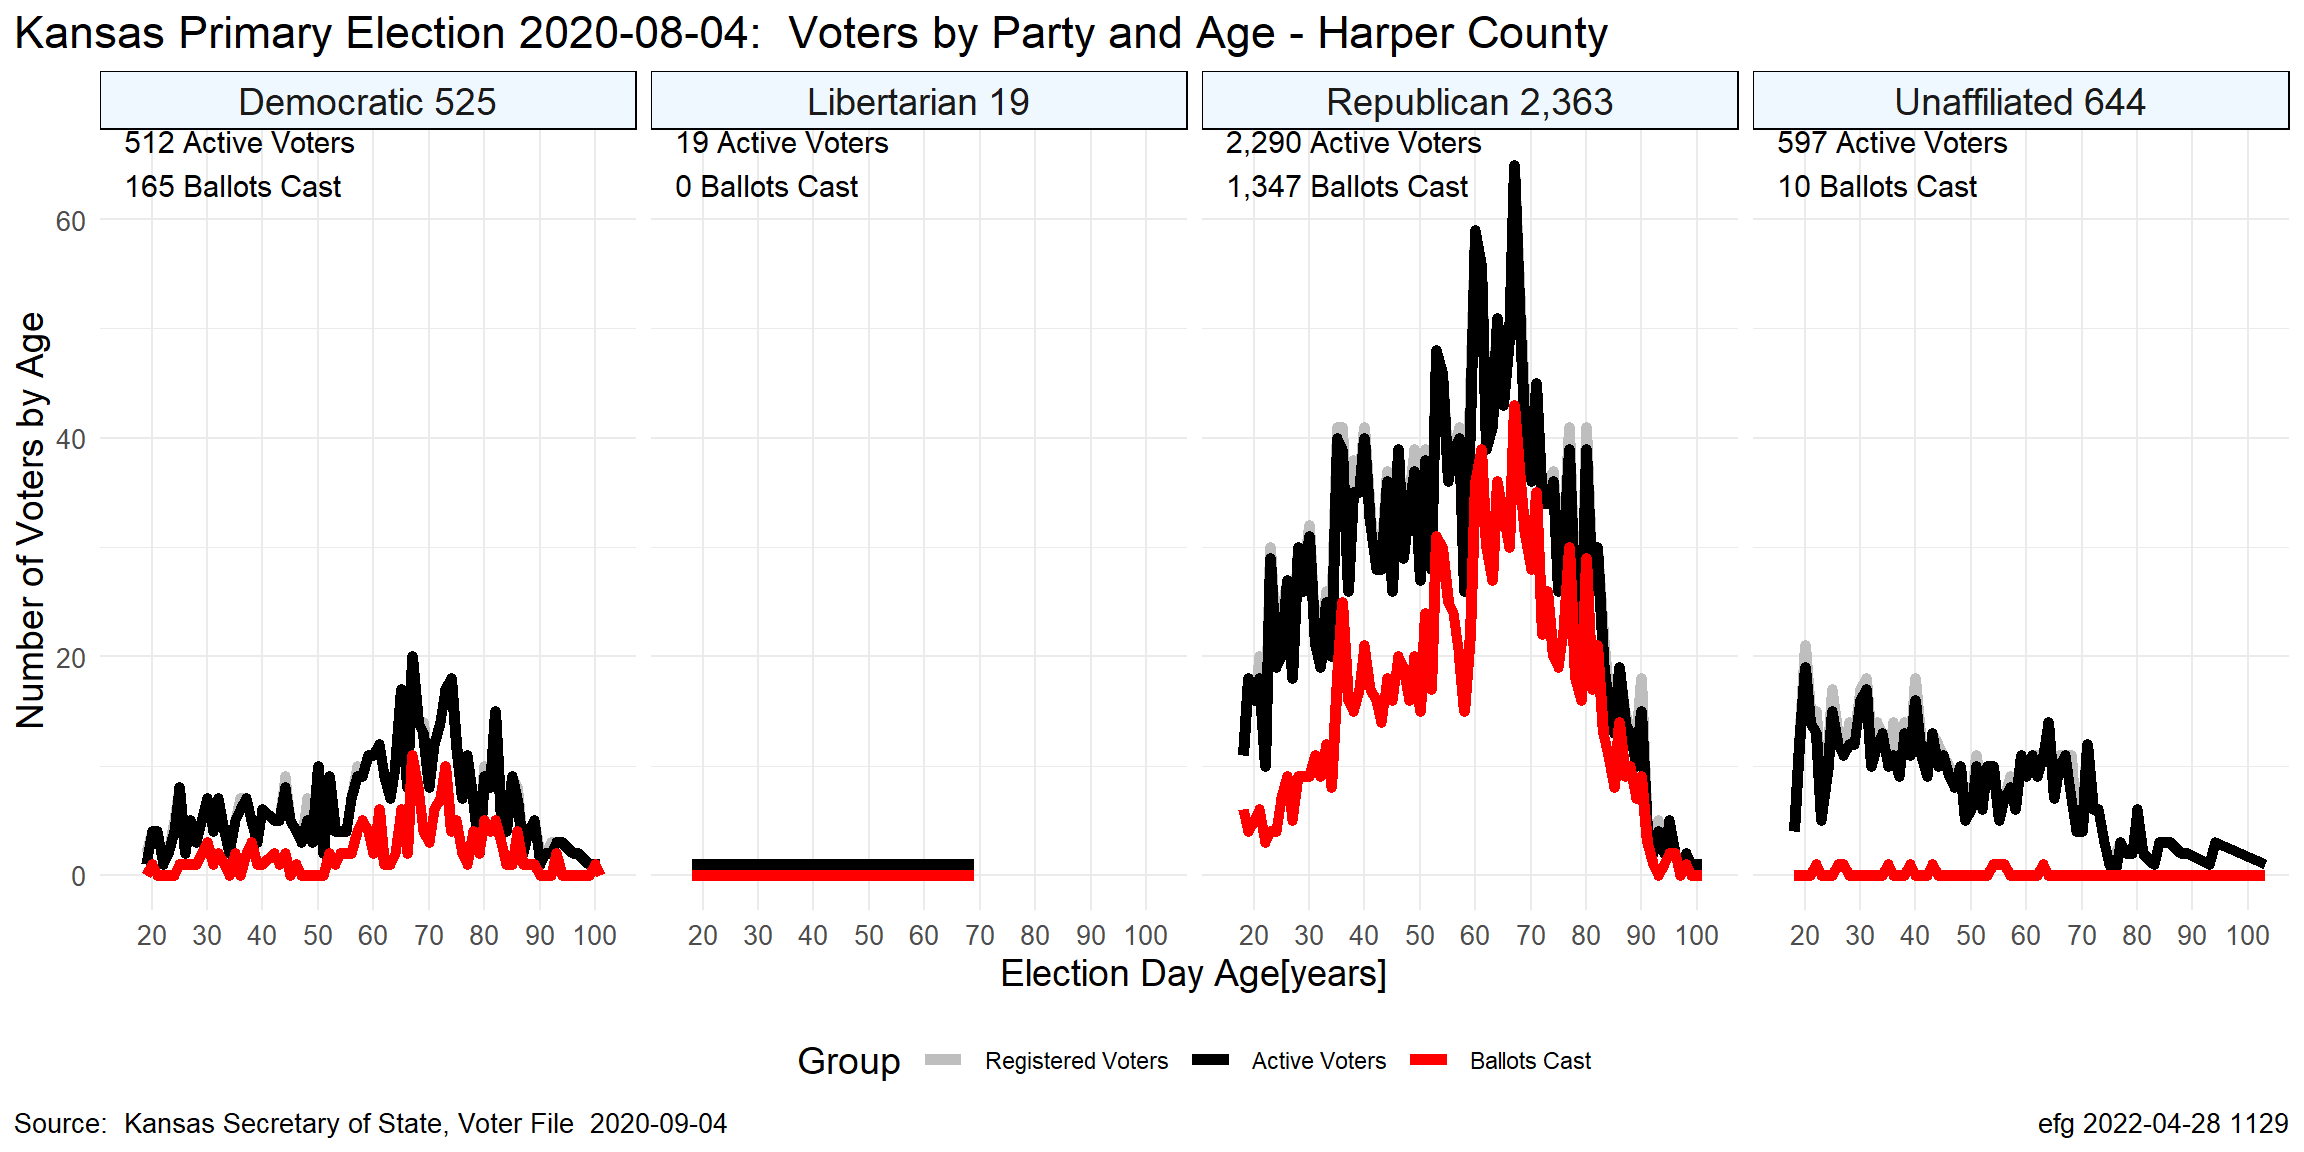 Kansas Primary Election 2020-08-04:  Voters by Party and Age - Harper County
Democratic 525
Libertarian 19
Republican 2,363
Unaffiliated 644
512 Active Voters
165 Ballots Cast
19 Active Voters
0 Ballots Cast
2,290 Active Voters
1,347 Ballots Cast
597 Active Voters
10 Ballots Cast
Number of Voters by Age
60
40
20
0
20 30 40 50 60 70 80 90 100
20 30 40 50 60 70 80 90 100
20 30 40 50 60 70 80 90 100
20 30 40 50 60 70 80 90 100
Election Day Age[years]
Group Registered Voters Active Voters Ballots Cast
Source:  Kansas Secretary of State, Voter File  2020-09-04
efg 2022-04-28 1129